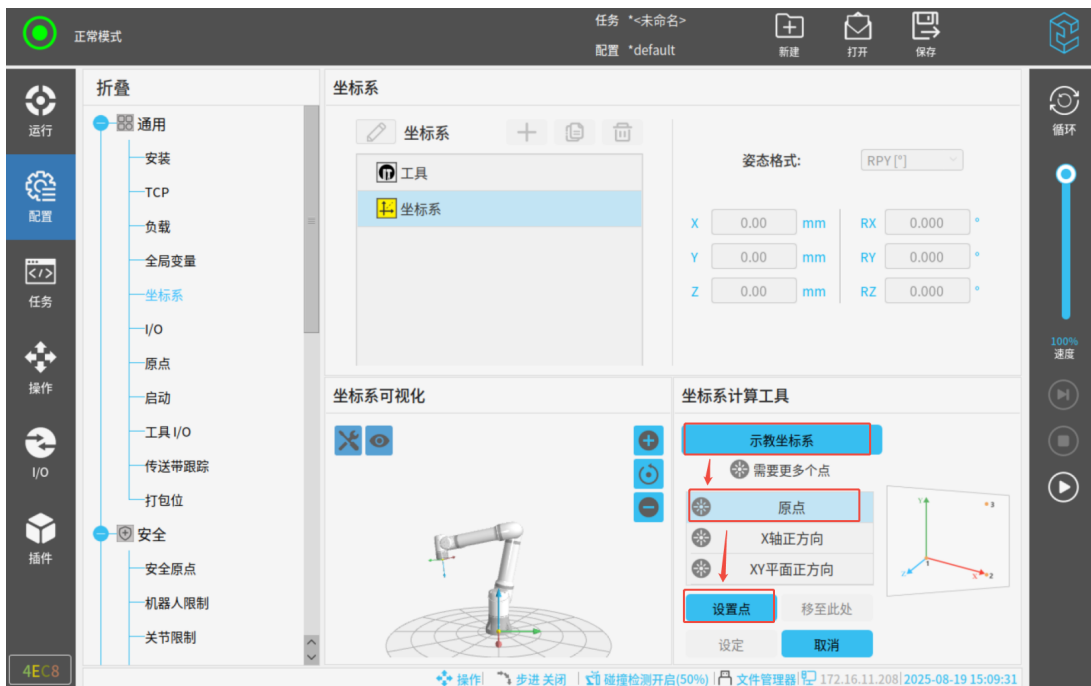 正常模式
任务 *<未命名>
配置 *default
新建
打开
保存
运行
配置
任务
操作
I/O
插件
4EC8
折叠
通用
安装
TCP
负载
全局变量
坐标系
I/O
原点
启动
工具 I/O
传送带跟踪
打包位
安全
安全原点
机器人限制
关节限制
坐标系
坐标系
工具
坐标系
姿态格式: RPY [°]
X 0.00 mm RX 0.000 °
Y 0.00 mm RY 0.000 °
Z 0.00 mm RZ 0.000 °
坐标系可视化
坐标系计算工具
示教坐标系
需要更多个点
原点
X轴正方向
XY平面正方向
Y
3
1
Z
X
2
设置点 移至此处
设定 取消
循环
100%
速度
操作 步进 关闭 碰撞检测开启(50%) 文件管理器 172.16.11.208 2025-08-19 15:09:31